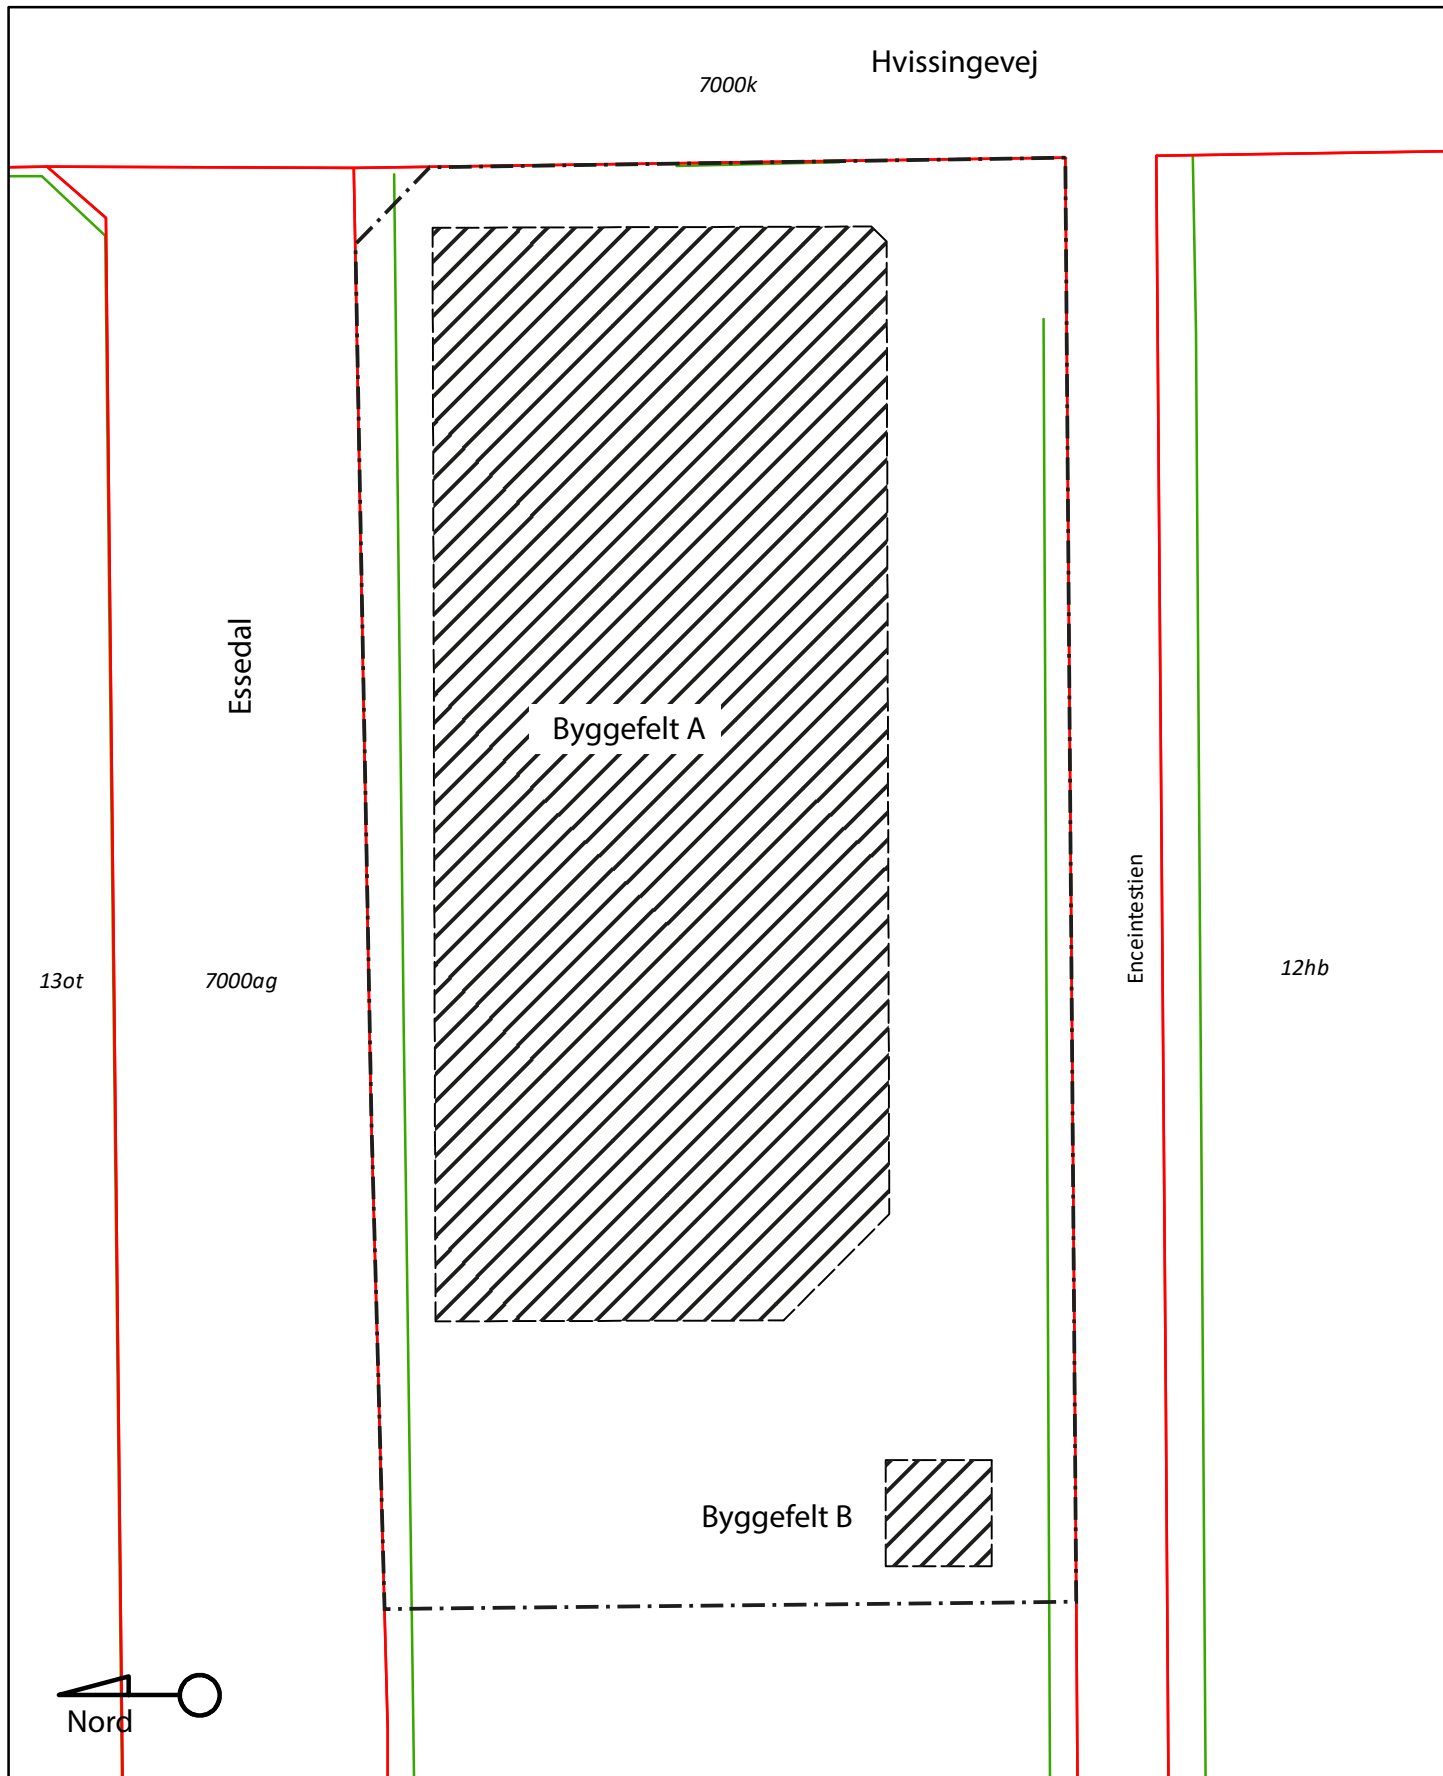 Hvissingevej
7000k
Essedal
Byggefelt A
Enceintestien
13ot
7000ag
12hb
Byggefelt B
Nord